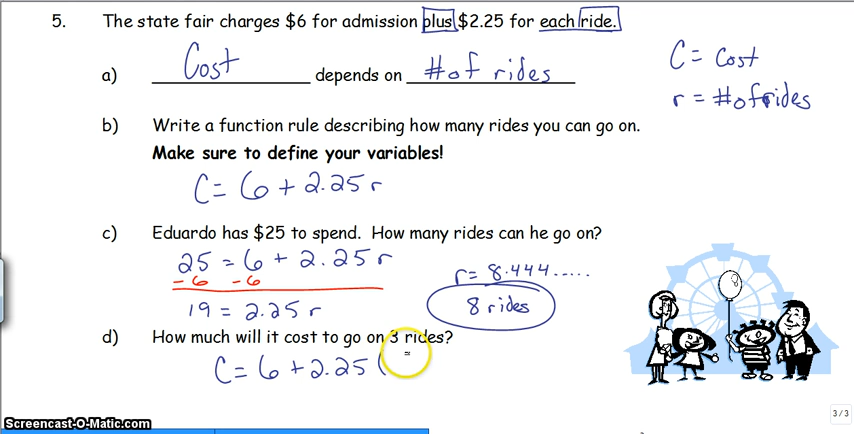 5. The state fair charges $6 for admission plus $2.25 for each ride.
a) Cost depends on # of rides
C = Cost
r = # of rides
b) Write a function rule describing how many rides you can go on.
Make sure to define your variables!
C = 6 + 2.25 r
c) Eduardo has $25 to spend. How many rides can he go on?
25 = 6 + 2.25 r
-6 -6
19 = 2.25 r
r = 8.444.....
8 rides
d) How much will it cost to go on 3 rides?
C = 6 + 2.25 (
3 / 3
Screencast-O-Matic.com